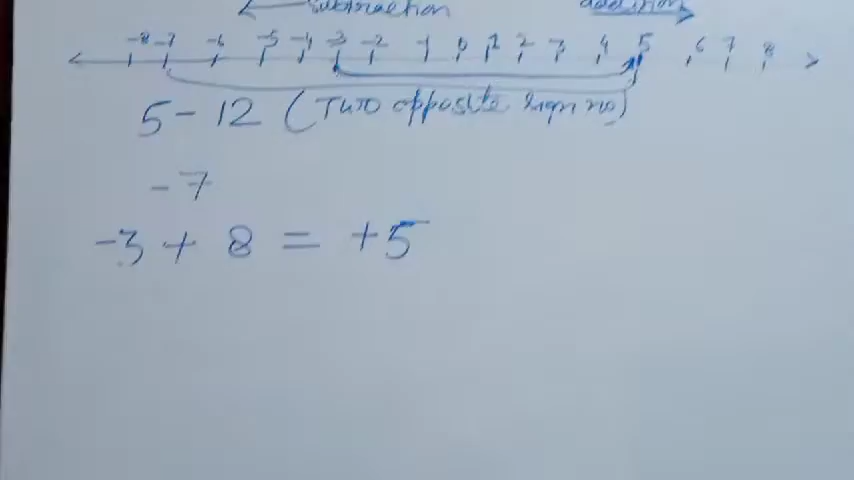 subtraction addition
-8 -7 -6 -5 -4 -3 -2 -1 0 1 2 3 4 5 6 7 8
5 - 12 (Two opposite sign no)
- 7
-3 + 8 = +5